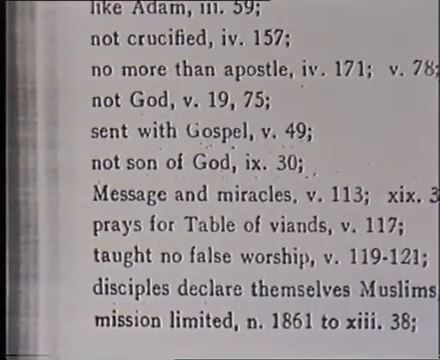 like Adam, iii. 59;
not crucified, iv. 157;
no more than apostle, iv. 171; v. 78;
not God, v. 19, 75;
sent with Gospel, v. 49;
not son of God, ix. 30;
Message and miracles, v. 113; xix. 3
prays for Table of viands, v. 117;
taught no false worship, v. 119-121;
disciples declare themselves Muslims,
mission limited, n. 1861 to xiii. 38;